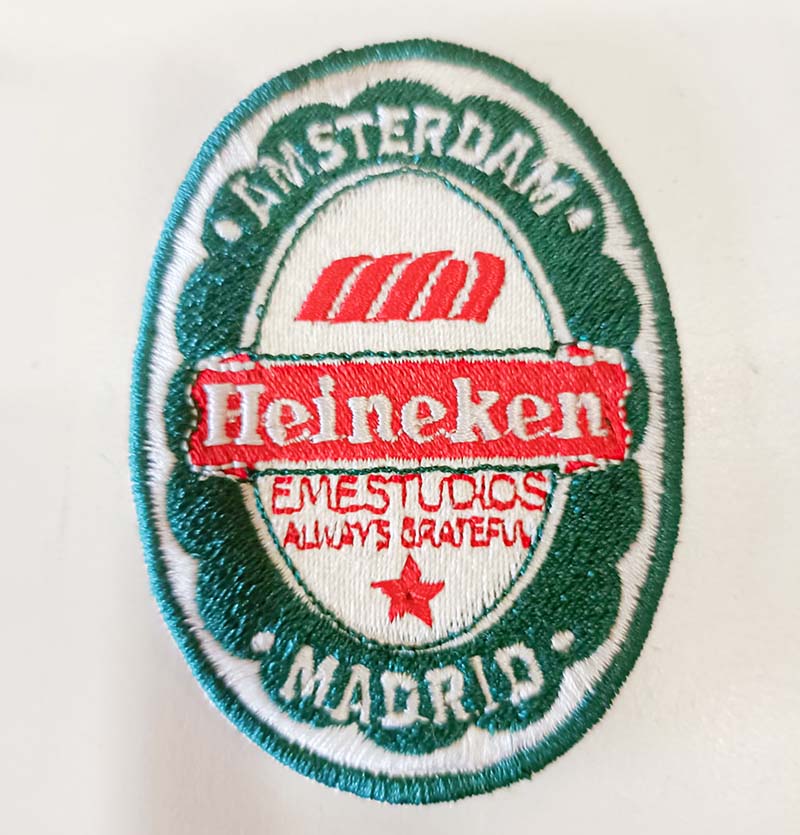 AMSTERDAM
Heineken
EMESTUDIOS
ALWAYS GRATEFUL
MADRID